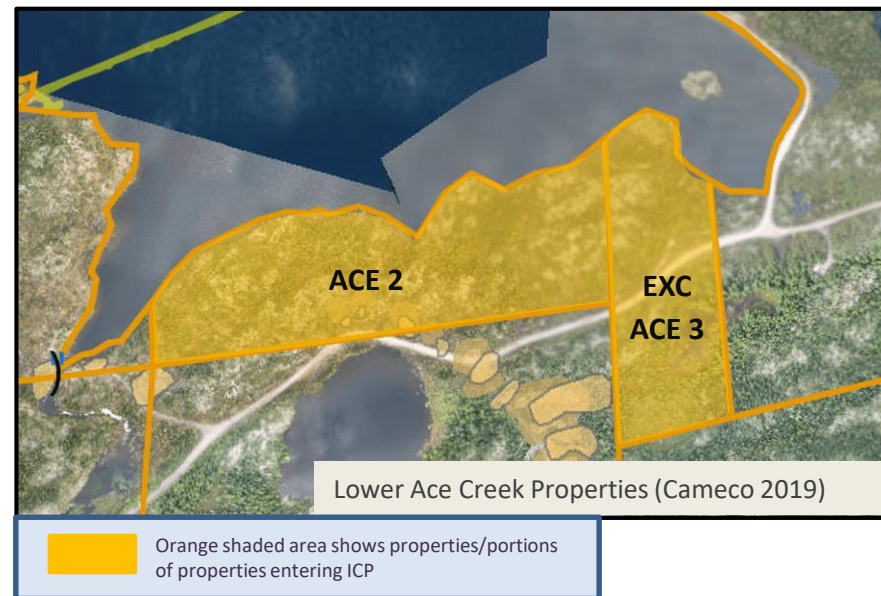 ACE 2
EXC
ACE 3
Lower Ace Creek Properties (Cameco 2019)
Orange shaded area shows properties/portions
of properties entering ICP